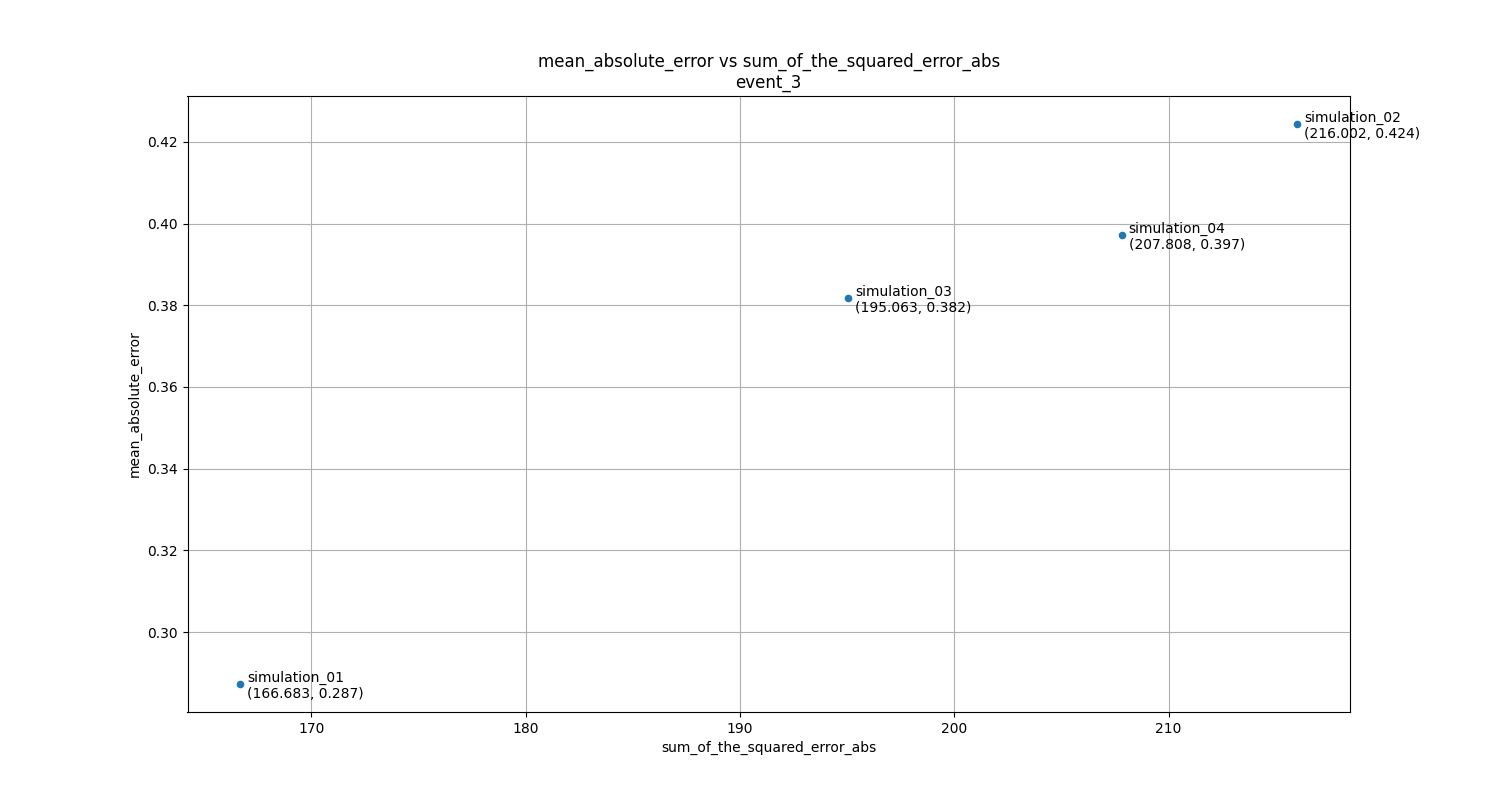 mean_absolute_error vs sum_of_the_squared_error_abs
event_3
simulation_02
(216.002, 0.424)
0.42
0.40
simulation_04
(207.808, 0.397)
simulation_03
(195.063, 0.382)
0.38
0.36
mean_absolute_error
0.34
0.32
0.30
simulation_01
(166.683, 0.287)
170
180
190
200
210
sum_of_the_squared_error_abs